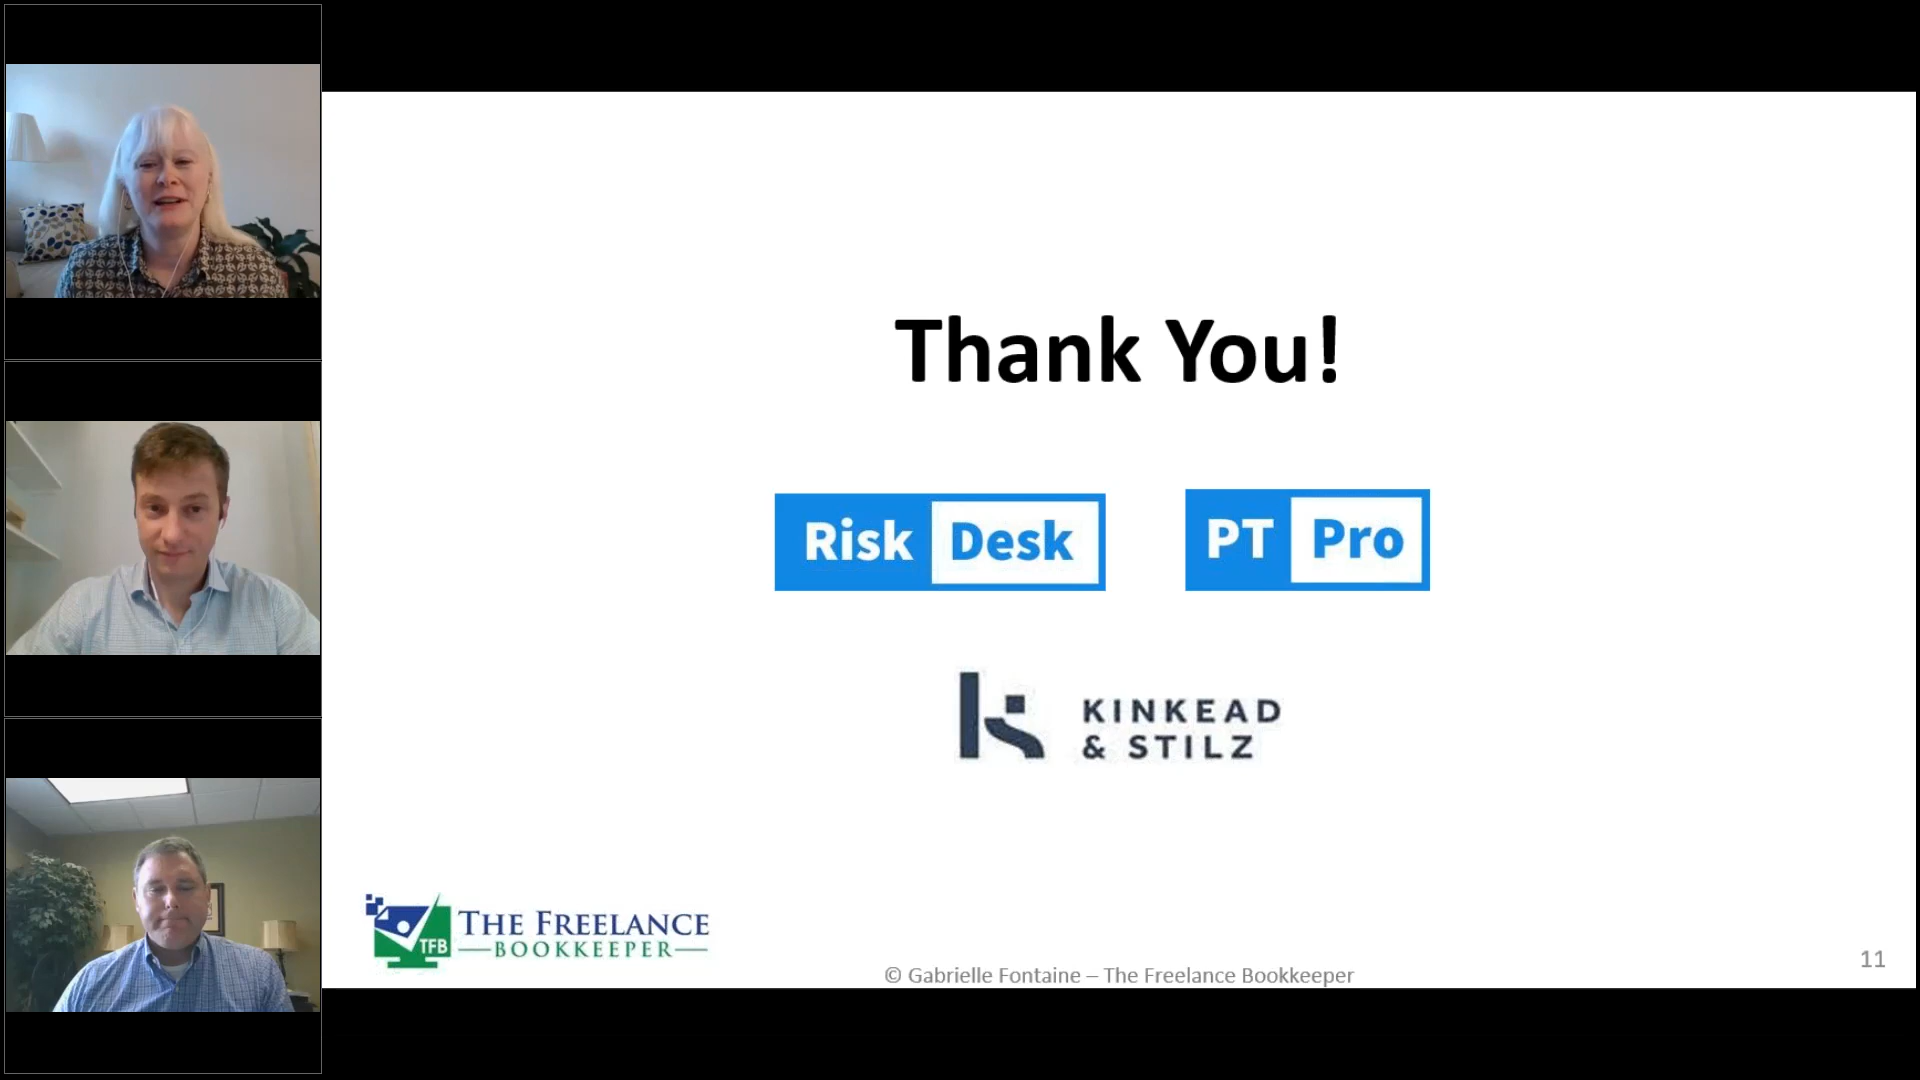 Thank You!
Risk Desk
PT Pro
KINKEAD
& STILZ
TFB
THE FREELANCE
BOOKKEEPER
© Gabrielle Fontaine – The Freelance Bookkeeper
11